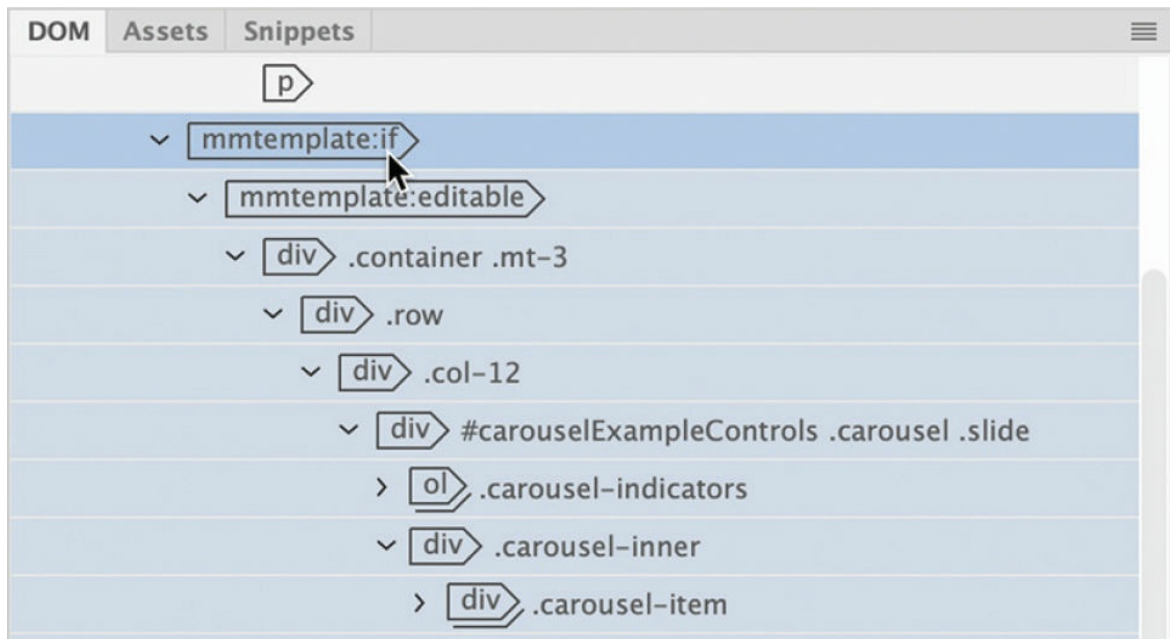 DOM Assets Snippets
p
mmtemplate:if
mmtemplate:editable
div .container .mt-3
div .row
div .col-12
div #carouselExampleControls .carousel .slide
ol .carousel-indicators
div .carousel-inner
div .carousel-item